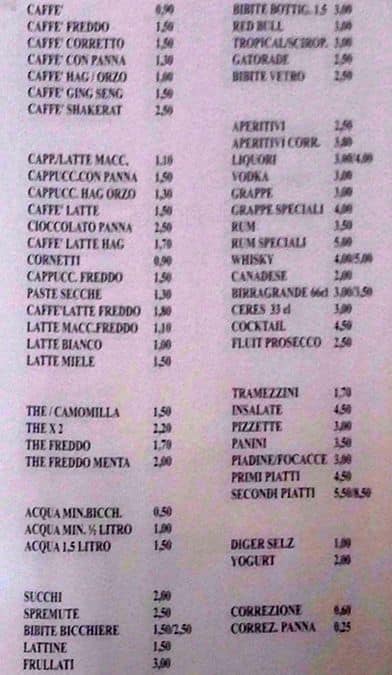 CAFFE' 0,90
CAFFE' FREDDO 1,50
CAFFE' CORRETTO 1,50
CAFFE' CON PANNA 1,30
CAFFE' HAG / ORZO 1,00
CAFFE' GING SENG 1,50
CAFFE' SHAKERAT 2,50
CAPP./LATTE MACC. 1,10
CAPPUCC.CON PANNA 1,50
CAPPUCC. HAG ORZO 1,30
CAFFE' LATTE 1,50
CIOCCOLATO PANNA 2,50
CAFFE' LATTE HAG 1,70
CORNETTI 0,90
CAPPUCC. FREDDO 1,50
PASTE SECCHE 1,30
CAFFE'LATTE FREDDO 1,80
LATTE MACC.FREDDO 1,10
LATTE BIANCO 1,00
LATTE MIELE 1,50
THE / CAMOMILLA 1,50
THE X 2 2,20
THE FREDDO 1,70
THE FREDDO MENTA 2,00
ACQUA MIN.BICCH. 0,50
ACQUA MIN. ½ LITRO 1,00
ACQUA 1,5 LITRO 1,50
SUCCHI 2,00
SPREMUTE 2,50
BIBITE BICCHIERE 1,50/2,50
LATTINE 1,50
FRULLATI 3,00
BIBITE BOTTIG. 1,5 3,00
RED BULL 3,00
TROPICAL/SCIROP. 3,00
GATORADE 2,50
BIBITE VETRO 2,50
APERITIVI 2,50
APERITIVI CORR. 3,80
LIQUORI 3,00/4,00
VODKA 3,00
GRAPPE 3,00
GRAPPE SPECIALI 4,00
RUM 3,50
RUM SPECIALI 5,00
WHISKY 4,00/5,00
CANADESE 2,00
BIRRAGRANDE 66cl 3,00/3,50
CERES 33 cl 3,00
COCKTAIL 4,50
FLUIT PROSECCO 2,50
TRAMEZZINI 1,70
INSALATE 4,50
PIZZETTE 3,00
PANINI 3,50
PIADINE/FOCACCE 3,00
PRIMI PIATTI 4,50
SECONDI PIATTI 5,50/8,50
DIGER SELZ 1,00
YOGURT 2,00
CORREZIONE 0,60
CORREZ. PANNA 0,25